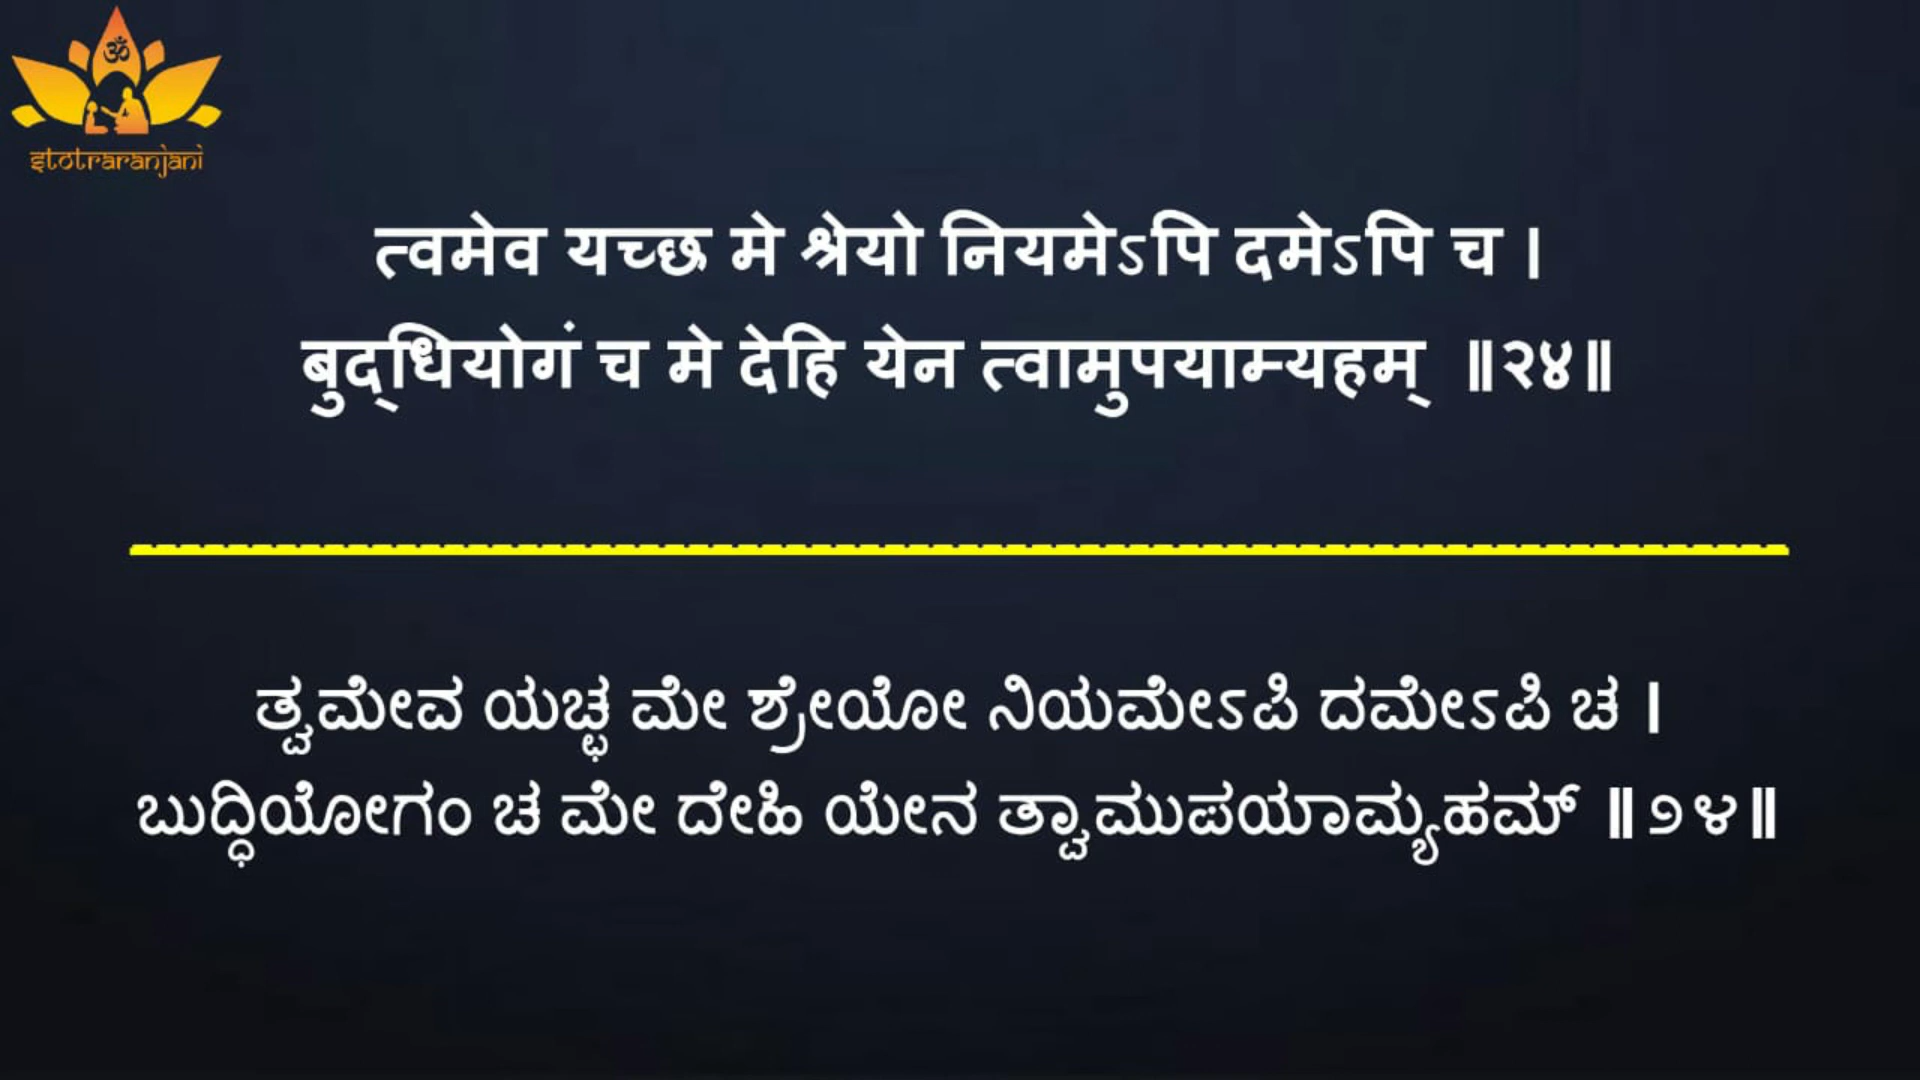 ॐ
stotraranjani
त्वमेव यच्छ मे श्रेयो नियमेऽपि दमेऽपि च ।
बुद्‌धियोगं च मे देहि येन त्वामुपयाम्यहम् ॥२४॥
ತ್ವಮೇವ ಯಚ್ಛ ಮೇ ಶ್ರೇಯೋ ನಿಯಮೇಽಪಿ ದಮೇಽಪಿ ಚ ।
ಬುದ್ಧಿಯೋಗಂ ಚ ಮೇ ದೇಹಿ ಯೇನ ತ್ವಾಮುಪಯಾಮ್ಯಹಮ್ ॥೨೪॥